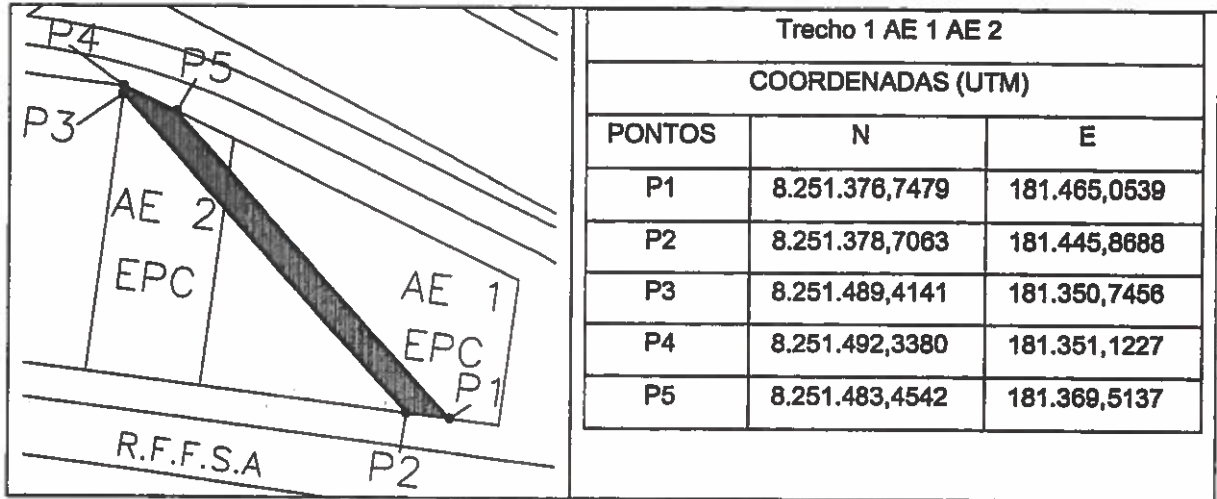 P4
P5
P3
AE 2
EPC
AE 1
EPC
P1
P2
R.F.F.S.A
Trecho 1 AE 1 AE 2
COORDENADAS (UTM)
PONTOS N E
P1 8.251.376,7479 181.465,0539
P2 8.251.378,7063 181.445,8688
P3 8.251.489,4141 181.350,7456
P4 8.251.492,3380 181.351,1227
P5 8.251.483,4542 181.369,5137